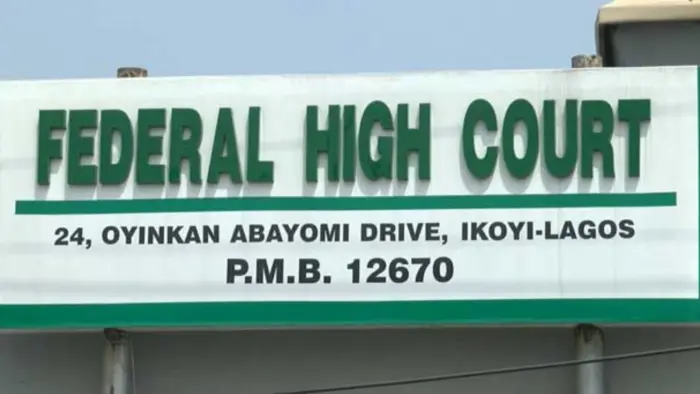 FEDERAL HIGH COURT
24, OYINKAN ABAYOMI DRIVE, IKOYI-LAGOS
P.M.B. 12670